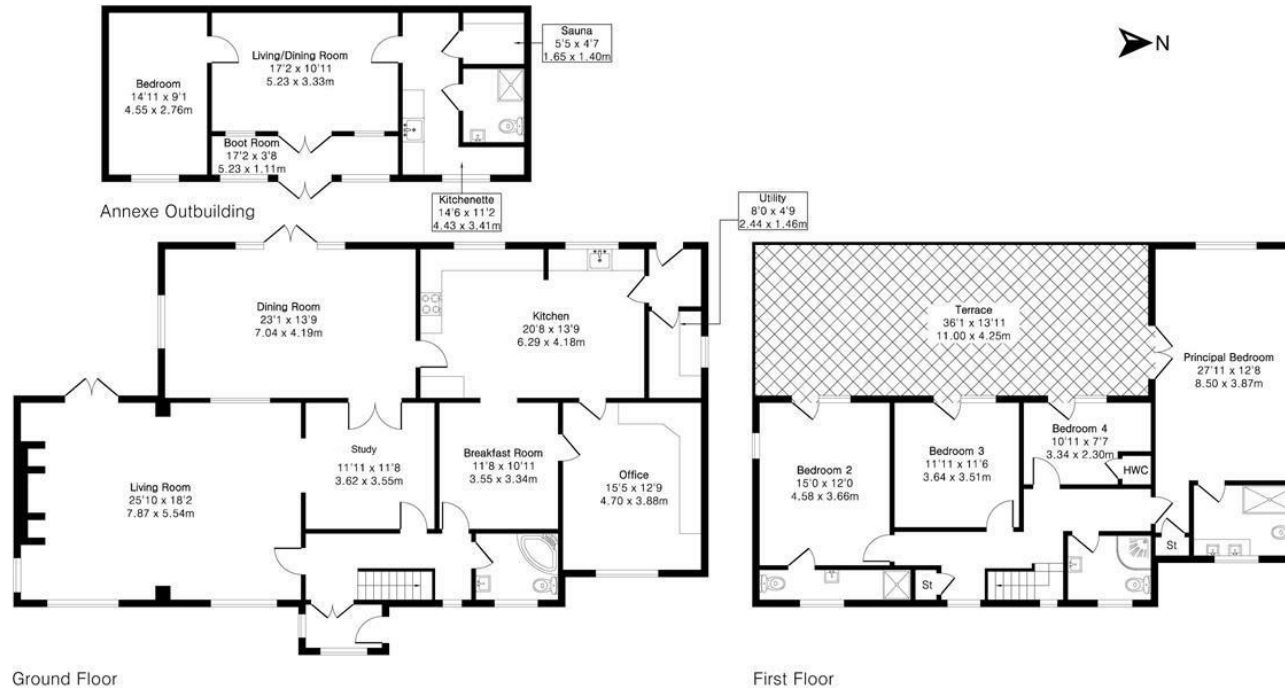 Sauna
5'5 x 4'7
1.65 x 1.40m
Living/Dining Room
17'2 x 10'11
5.23 x 3.33m
Bedroom
14'11 x 9'1
4.55 x 2.76m
Boot Room
17'2 x 3'8
5.23 x 1.11m
Kitchenette
14'6 x 11'2
4.43 x 3.41m
Annexe Outbuilding
N
Utility
8'0 x 4'9
2.44 x 1.46m
Dining Room
23'1 x 13'9
7.04 x 4.19m
Kitchen
20'8 x 13'9
6.29 x 4.18m
Living Room
25'10 x 18'2
7.87 x 5.54m
Study
11'11 x 11'8
3.62 x 3.55m
Breakfast Room
11'8 x 10'11
3.55 x 3.34m
Office
15'5 x 12'9
4.70 x 3.88m
Ground Floor
Terrace
36'1 x 13'11
11.00 x 4.25m
Principal Bedroom
27'11 x 12'8
8.50 x 3.87m
Bedroom 2
15'0 x 12'0
4.58 x 3.66m
Bedroom 3
11'11 x 11'6
3.64 x 3.51m
Bedroom 4
10'11 x 7'7
3.34 x 2.30m
HWC
St
St
First Floor